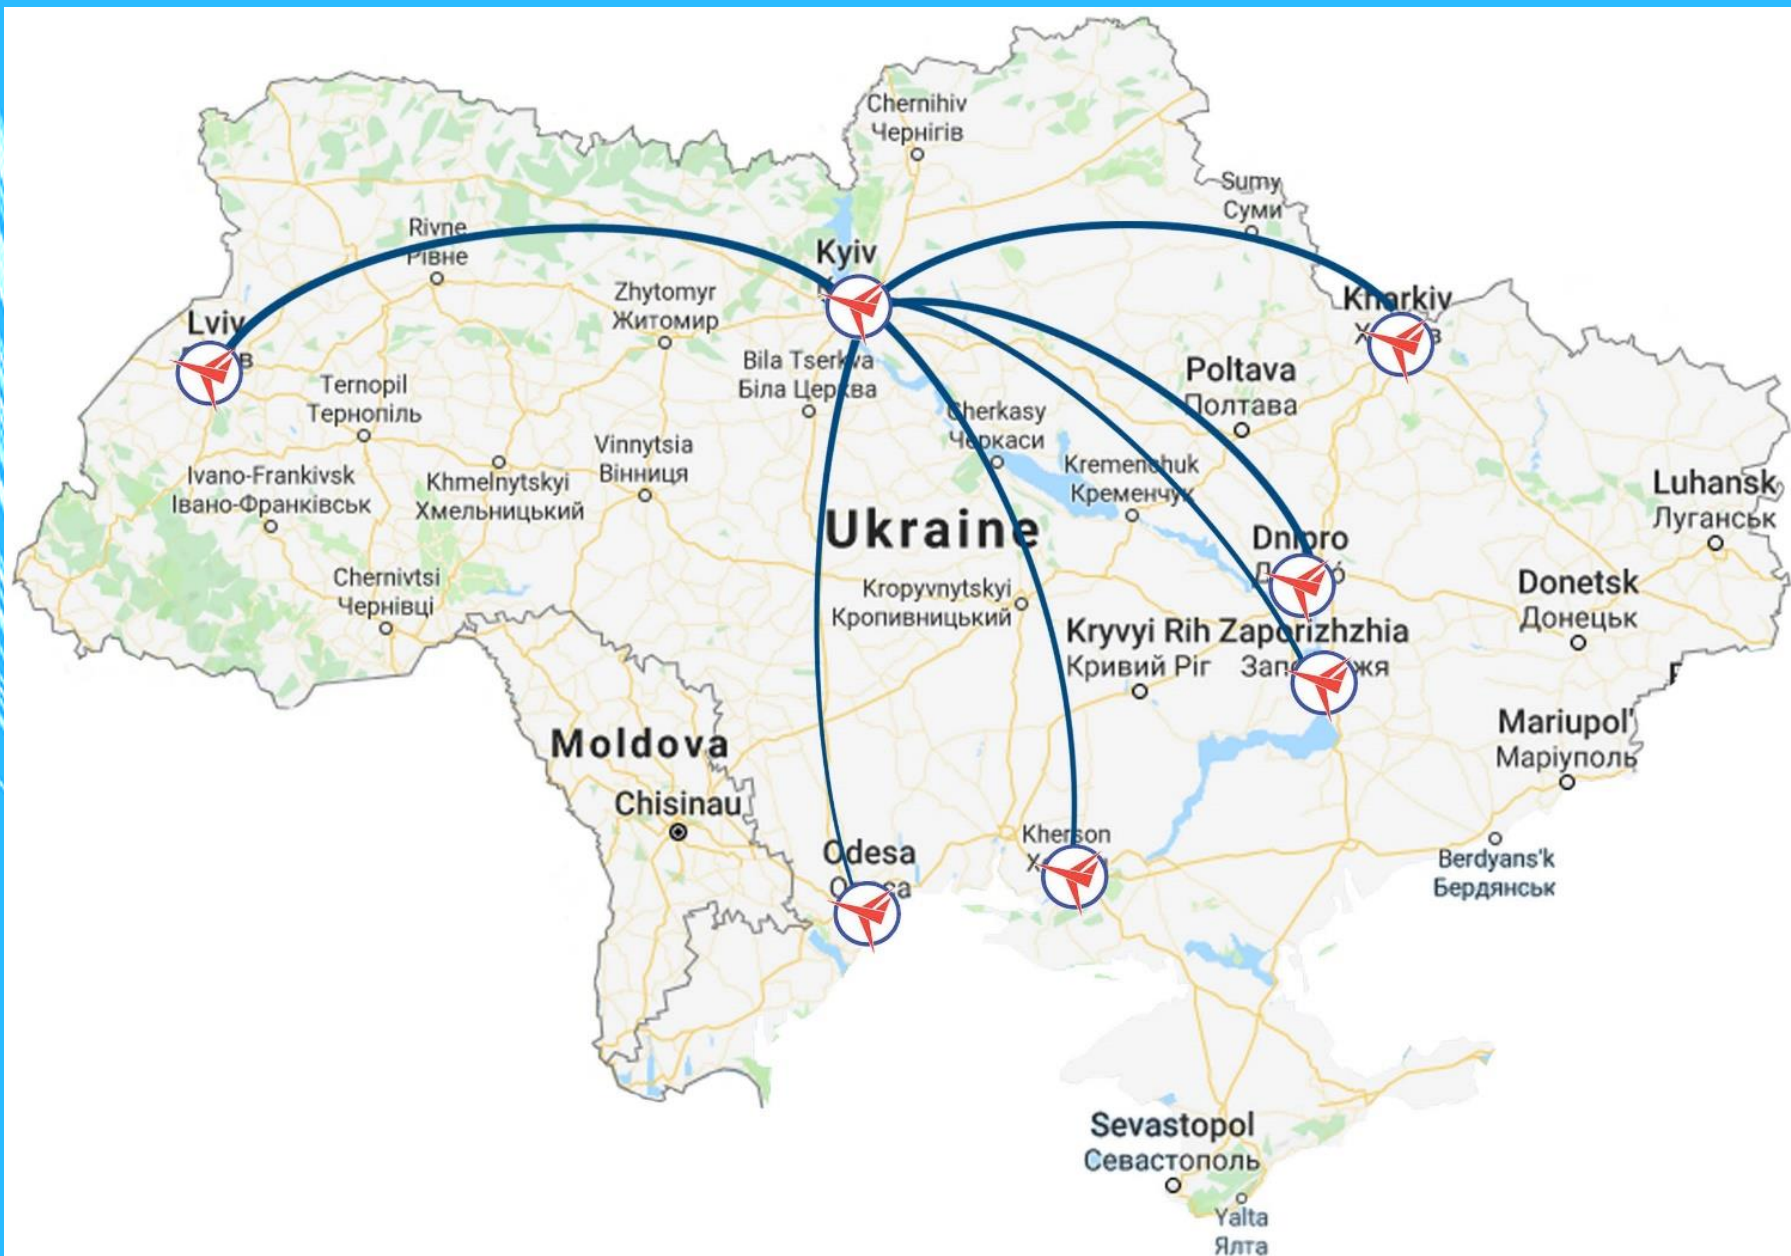 Chernihiv
Чернігів
Sumy
Суми
Rivne
Рівне
Kyiv
Zhytomyr
Житомир
Kharkiv
Lviv
Bila Tserkva
Біла Церква
Poltava
Полтава
Ternopil
Тернопіль
Cherkasy
Черкаси
Vinnytsia
Вінниця
Kremenchuk
Кременчук
Ivano-Frankivsk
Івано-Франківськ
Khmelnytskyi
Хмельницький
Luhansk
Луганськ
Ukraine
Dnipro
Chernivtsi
Чернівці
Kropyvnytskyi
Кропивницький
Donetsk
Донецьк
Kryvyi Rih
Кривий Ріг
Zaporizhzhia
Mariupol'
Маріуполь
Moldova
Chisinau
Odesa
Kherson
Berdyans'k
Бердянськ
Sevastopol
Севастополь
Yalta
Ялта